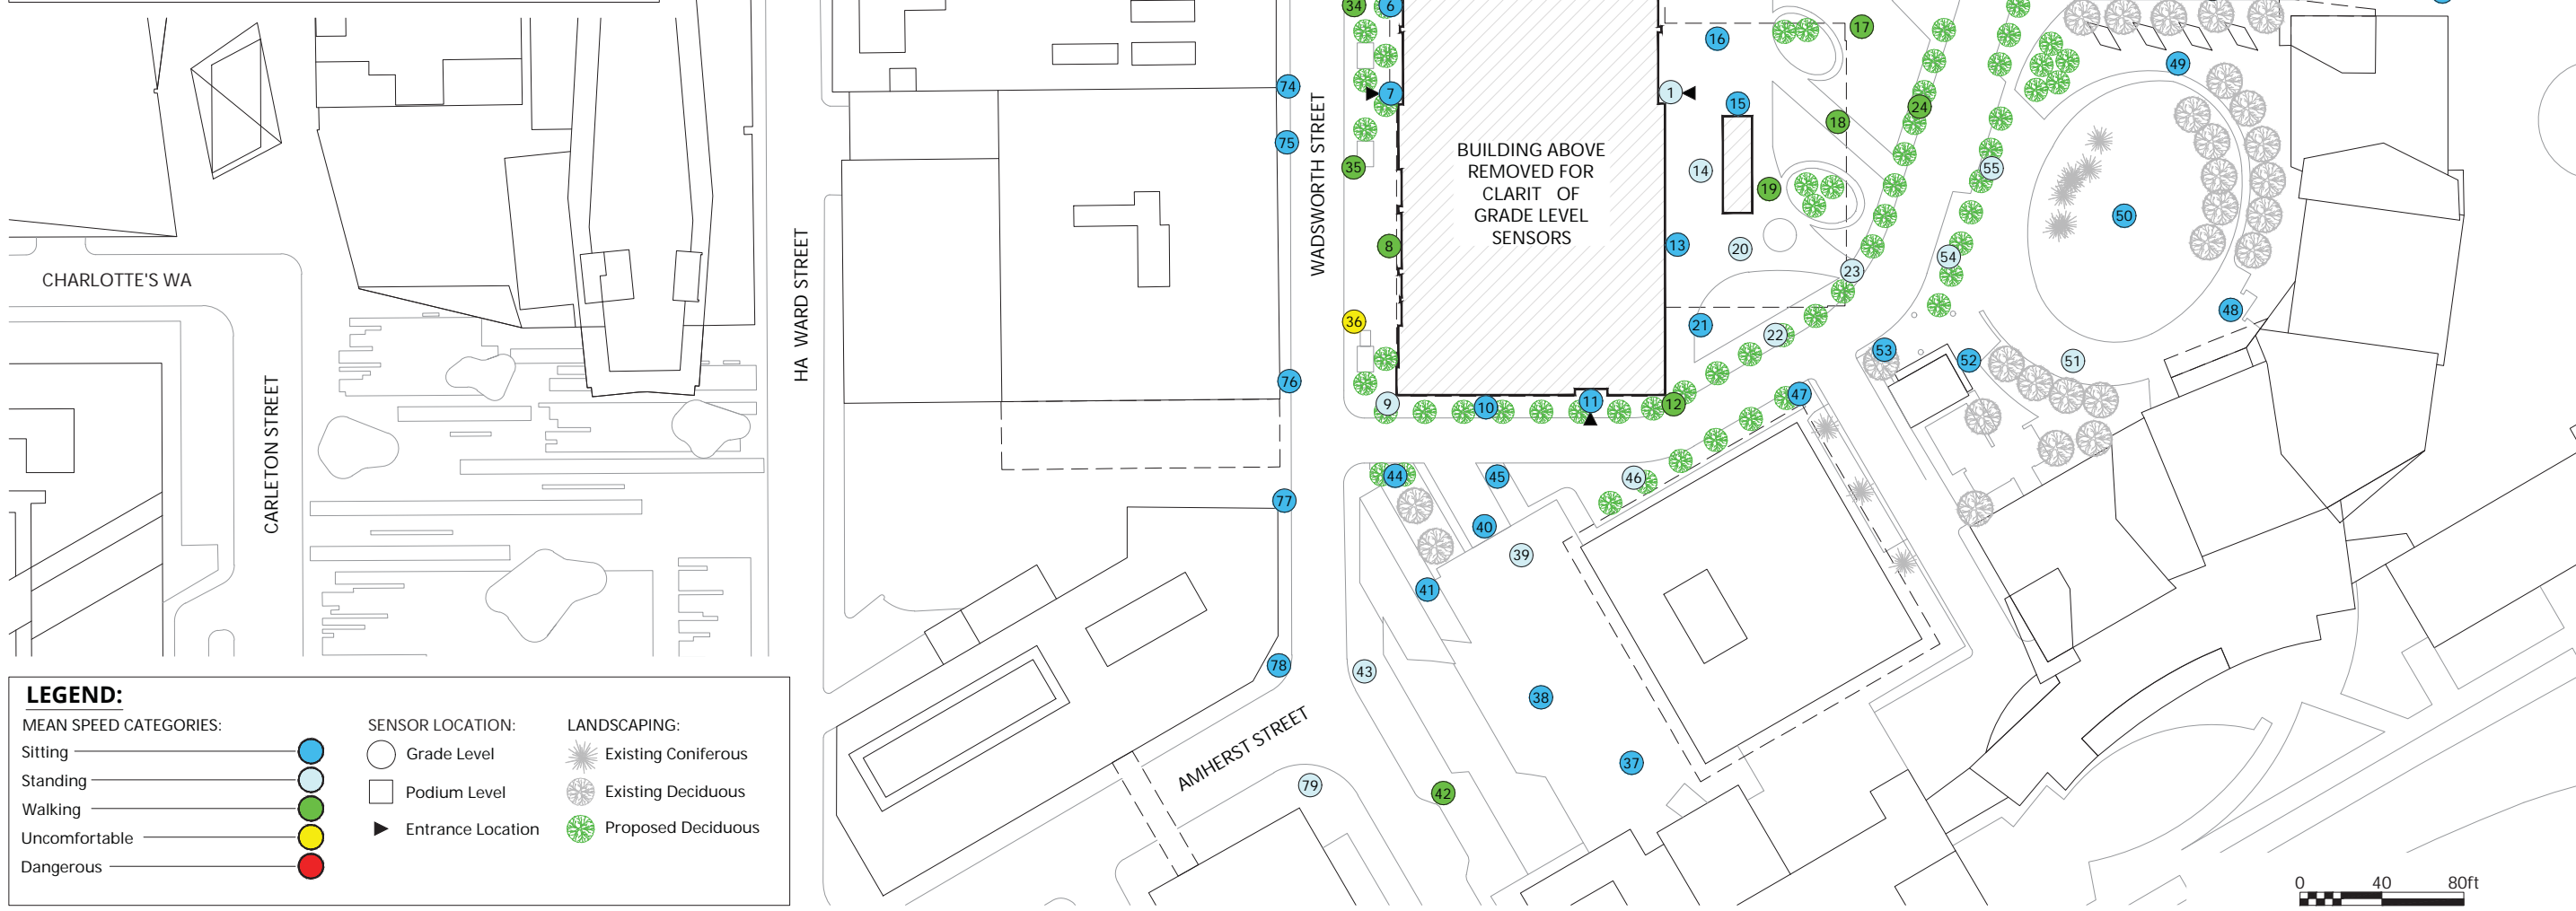 34
6
17
16
49
74
7
1
15
24
18
75
WADSWORTH STREET
BUILDING ABOVE
REMOVED FOR
CLARIT OF
GRADE LEVEL
SENSORS
35
14
55
19
50
8
13
20
54
23
CHARLOTTE'S WA
HA WARD STREET
36
21
22
48
53
52
51
76
9
10
11
12
47
CARLETON STREET
44
45
46
77
40
39
41
78
43
38
AMHERST STREET
37
79
42
LEGEND:
MEAN SPEED CATEGORIES:
Sitting
Standing
Walking
Uncomfortable
Dangerous
SENSOR LOCATION:
Grade Level
Podium Level
Entrance Location
LANDSCAPING:
Existing Coniferous
Existing Deciduous
Proposed Deciduous
0 40 80ft